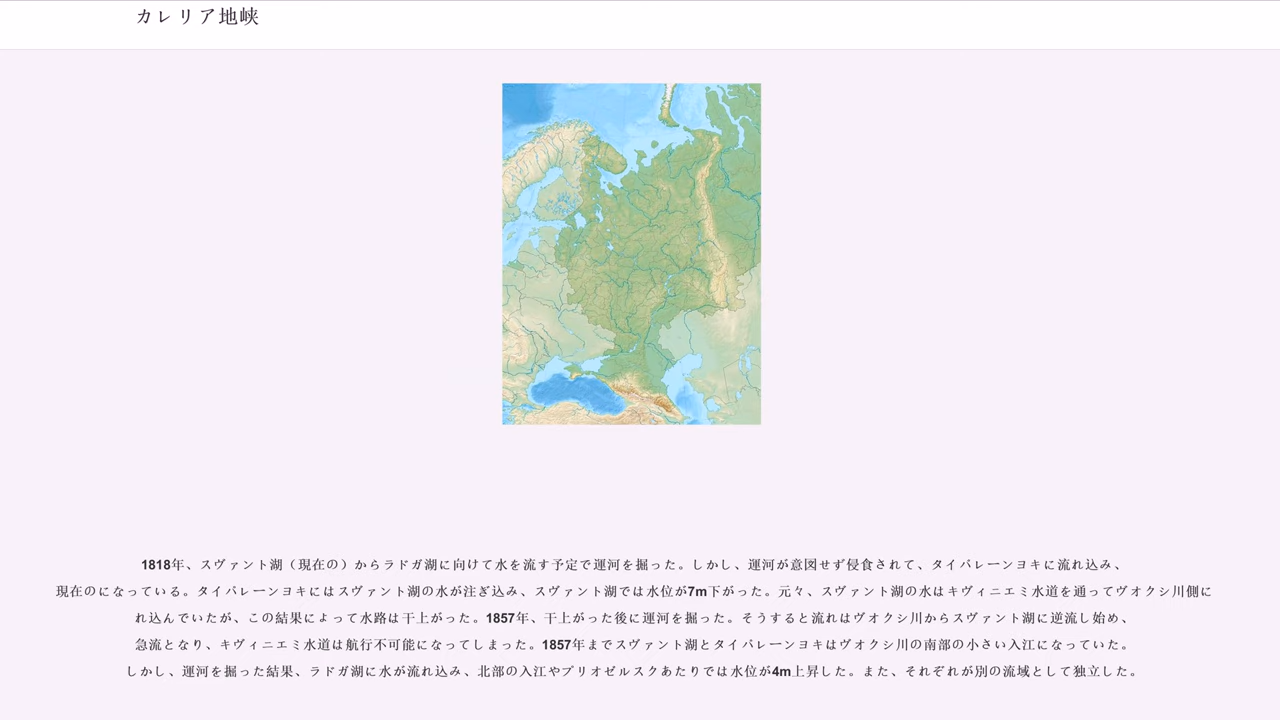 カレリア地峡
1818年、スヴァント湖（現在の）からラドガ湖に向けて水を流す予定で運河を掘った。しかし、運河が意図せず侵食されて、タイパレーンヨキに流れ込み、
現在のになっている。タイパレーンヨキにはスヴァント湖の水が注ぎ込み、スヴァント湖では水位が7m下がった。元々、スヴァント湖の水はキヴィニエミ水道を通ってヴオクシ川側に
れ込んでいたが、この結果によって水路は干上がった。1857年、干上がった後に運河を掘った。そうすると流れはヴオクシ川からスヴァント湖に逆流し始め、
急流となり、キヴィニエミ水道は航行不可能になってしまった。1857年までスヴァント湖とタイパレーンヨキはヴオクシ川の南部の小さい入江になっていた。
しかし、運河を掘った結果、ラドガ湖に水が流れ込み、北部の入江やプリオゼルスクあたりでは水位が4m上昇した。また、それぞれが別の流域として独立した。